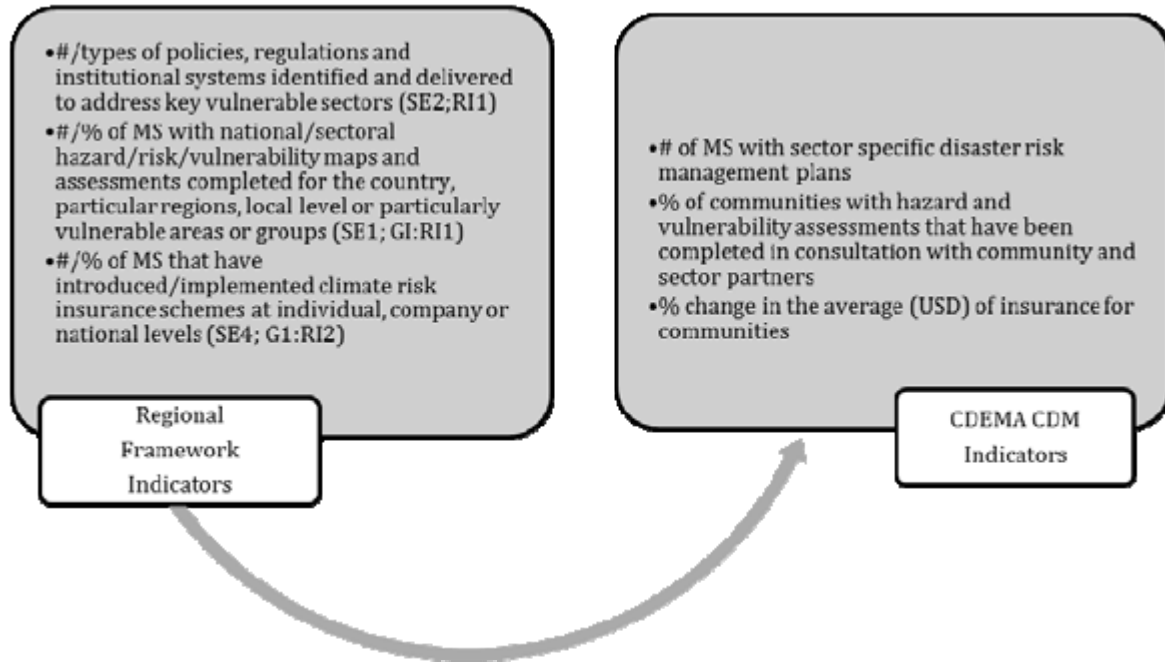 •#/types of policies, regulations and
institutional systems identified and delivered
to address key vulnerable sectors (SE2;RI1)
•#/% of MS with national/sectoral
hazard/risk/vulnerability maps and
assessments completed for the country,
particular regions, local level or particularly
vulnerable areas or groups (SE1; GI:RI1)
•#/% of MS that have
introduced/implemented climate risk
insurance schemes at individual, company or
national levels (SE4; G1:RI2)
Regional
Framework
Indicators
•# of MS with sector specific disaster risk
management plans
•% of communities with hazard and
vulnerability assessments that have been
completed in consultation with community and
sector partners
•% change in the average (USD) of insurance for
communities
CDEMA CDM
Indicators